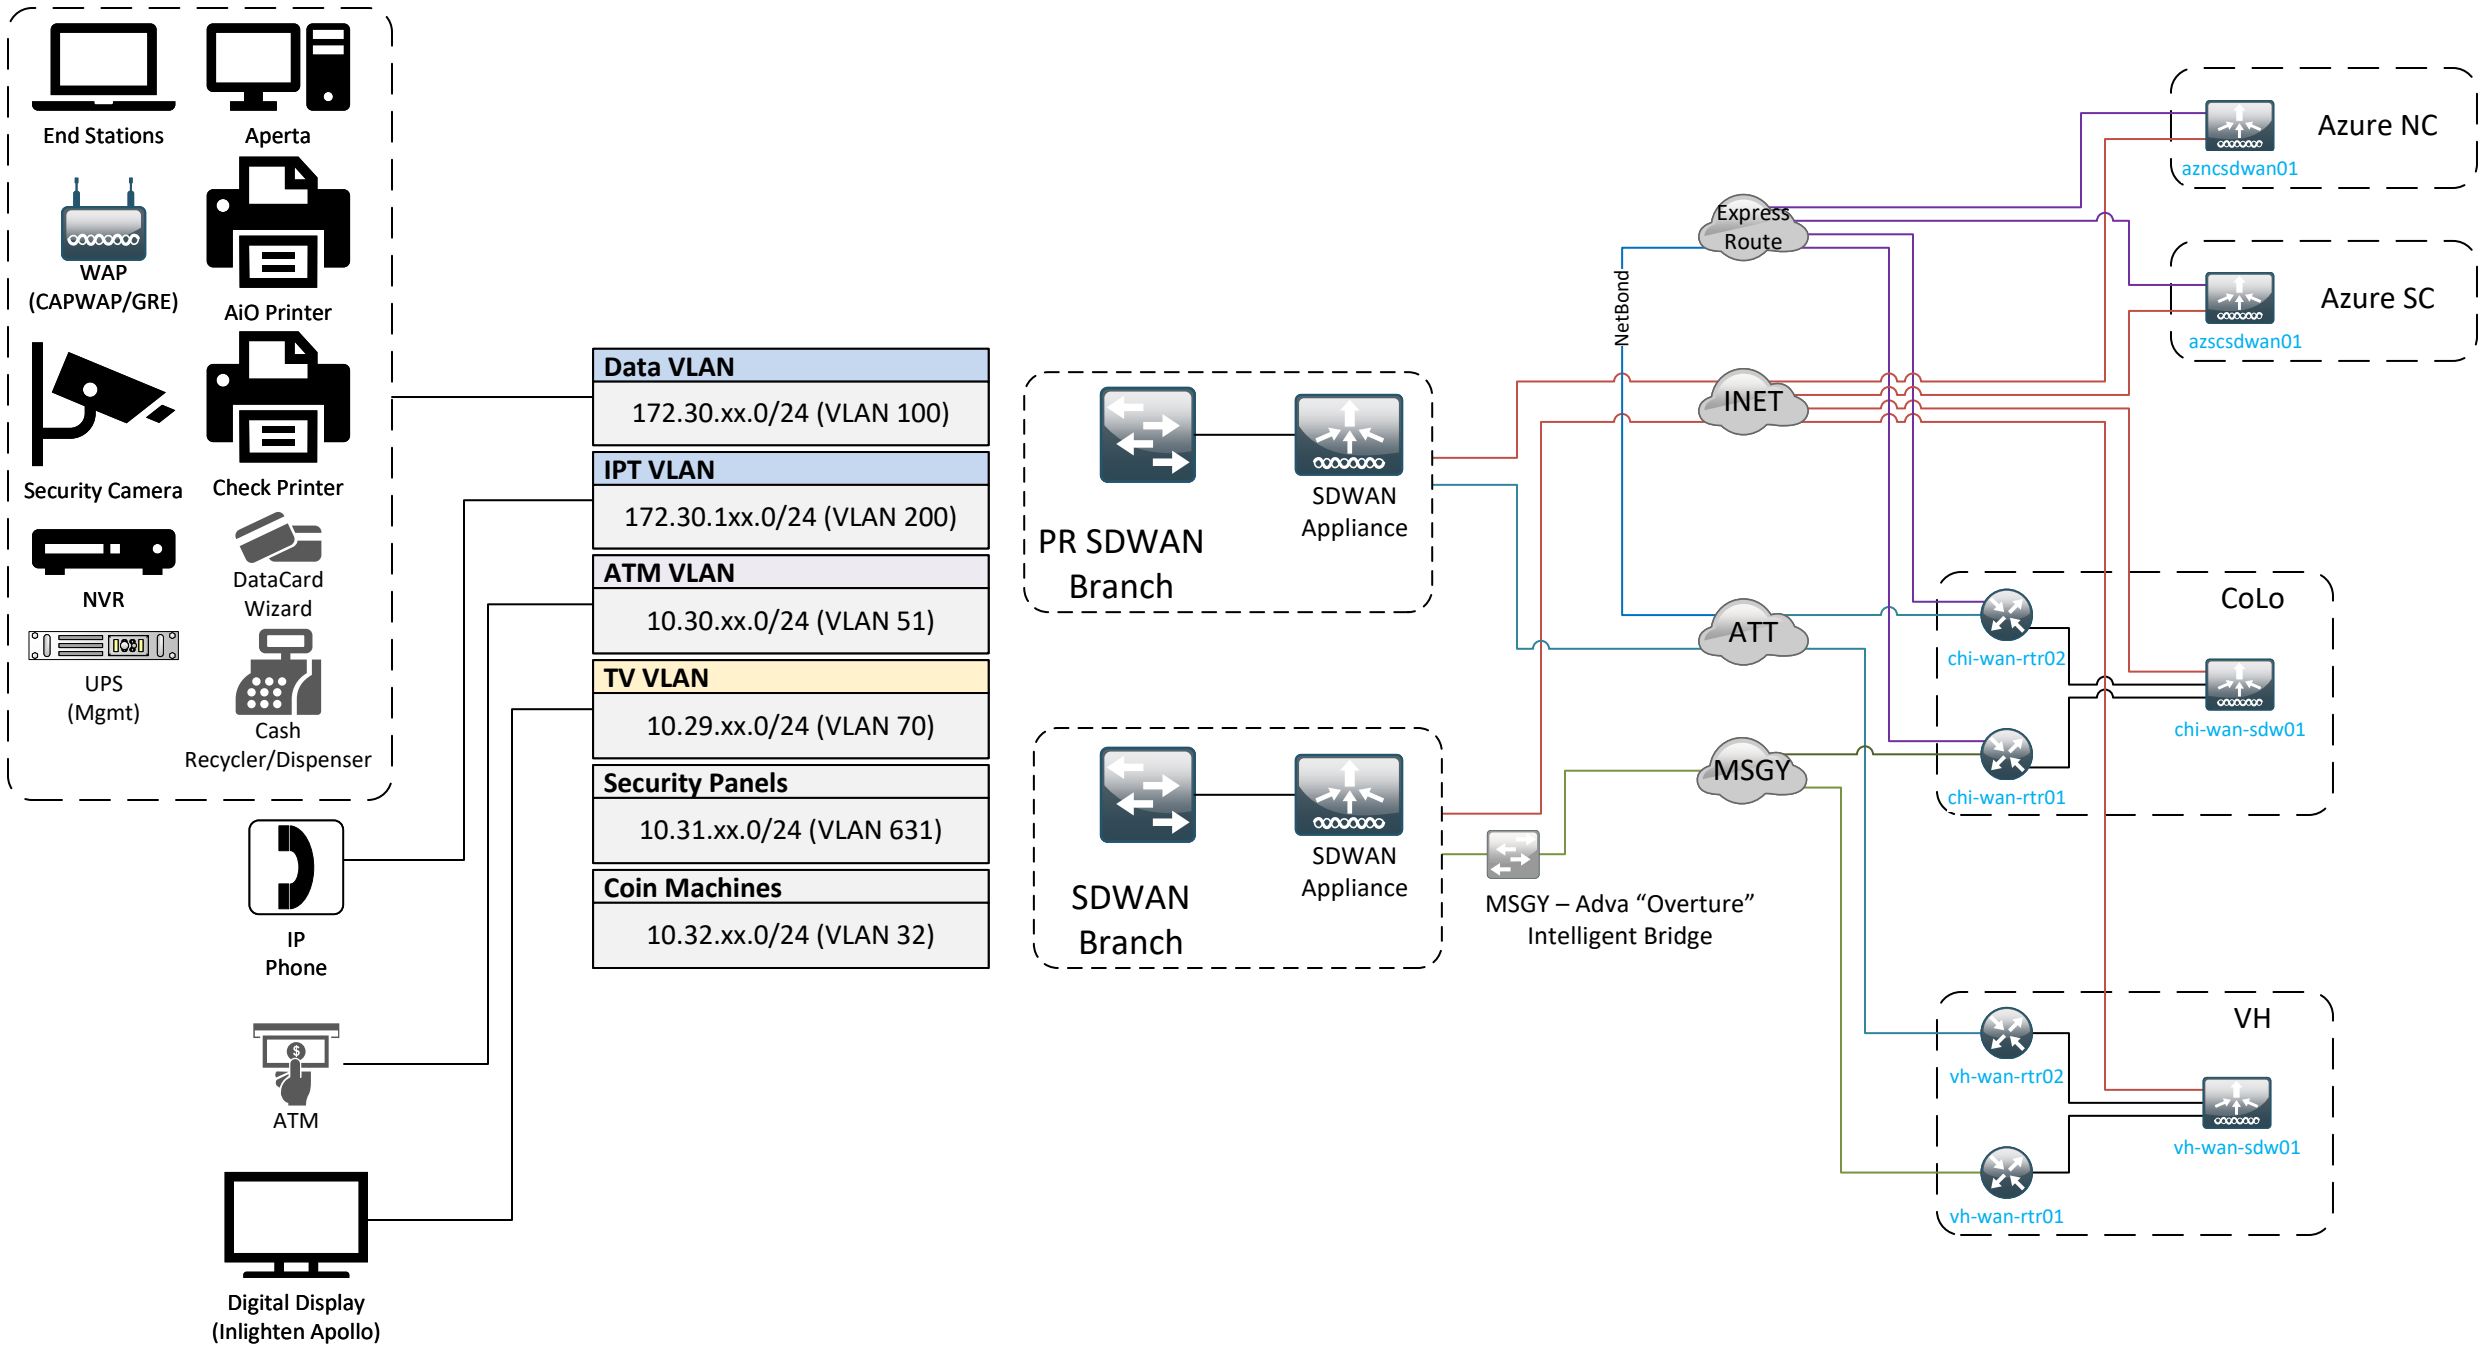 End Stations
Aperta
WAP
(CAPWAP/GRE)
AiO Printer
Security Camera
Check Printer
NVR
DataCard
Wizard
UPS
(Mgmt)
Cash
Recycler/Dispenser
IP
Phone
$
ATM
Digital Display
(Inlighten Apollo)
Data VLAN
172.30.xx.0/24 (VLAN 100)
IPT VLAN
172.30.1xx.0/24 (VLAN 200)
ATM VLAN
10.30.xx.0/24 (VLAN 51)
TV VLAN
10.29.xx.0/24 (VLAN 70)
Security Panels
10.31.xx.0/24 (VLAN 631)
Coin Machines
10.32.xx.0/24 (VLAN 32)
PR SDWAN
Branch
SDWAN
Appliance
SDWAN
Branch
SDWAN
Appliance
MSGY – Adva “Overture”
Intelligent Bridge
NetBond
Express
Route
INET
ATT
MSGY
Azure NC
azncsdwan01
Azure SC
azscsdwan01
CoLo
chi-wan-rtr02
chi-wan-sdw01
chi-wan-rtr01
VH
vh-wan-rtr02
vh-wan-sdw01
vh-wan-rtr01